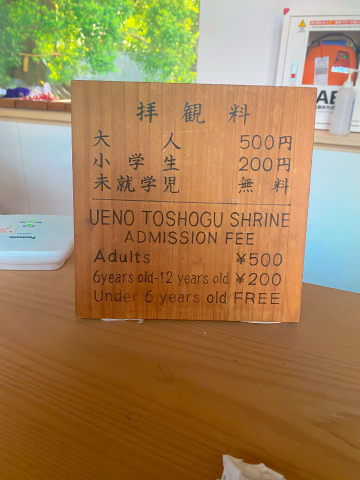 拝観料
大人 500円
小学生 200円
未就学児 無料
UENO TOSHOGU SHRINE
ADMISSION FEE
Adults ¥500
6years old-12 years old ¥200
Under 6 years old FREE
Panasonic